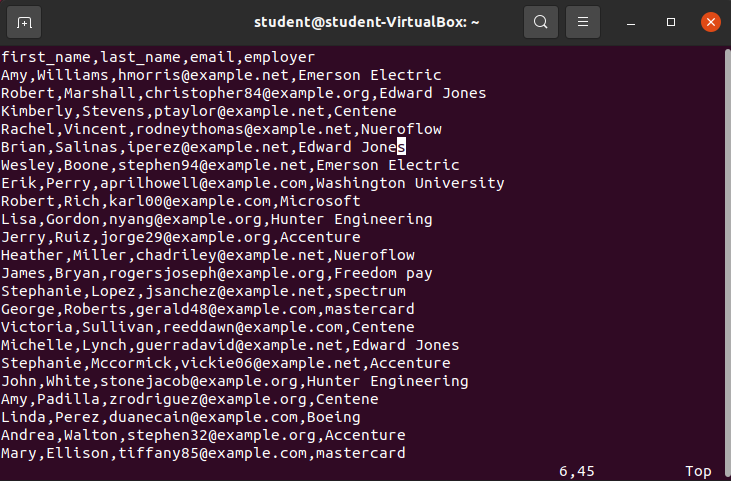 student@student-VirtualBox: ~
first_name,last_name,email,employer
Amy,Williams,hmorris@example.net,Emerson Electric
Robert,Marshall,christopher84@example.org,Edward Jones
Kimberly,Stevens,ptaylor@example.net,Centene
Rachel,Vincent,rodneythomas@example.net,Nueroflow
Brian,Salinas,iperez@example.net,Edward Jones
Wesley,Boone,stephen94@example.net,Emerson Electric
Erik,Perry,aprilhowell@example.com,Washington University
Robert,Rich,karl00@example.com,Microsoft
Lisa,Gordon,nyang@example.org,Hunter Engineering
Jerry,Ruiz,jorge29@example.org,Accenture
Heather,Miller,chadriley@example.net,Nueroflow
James,Bryan,rogersjoseph@example.org,Freedom pay
Stephanie,Lopez,jsanchez@example.net,spectrum
George,Roberts,gerald48@example.com,mastercard
Victoria,Sullivan,reeddawn@example.com,Centene
Michelle,Lynch,guerradavid@example.net,Edward Jones
Stephanie,Mccormick,vickie06@example.net,Accenture
John,White,stonejacob@example.org,Hunter Engineering
Amy,Padilla,zrodriguez@example.org,Centene
Linda,Perez,duanecain@example.com,Boeing
Andrea,Walton,stephen32@example.org,Accenture
Mary,Ellison,tiffany85@example.com,mastercard
6,45 Top